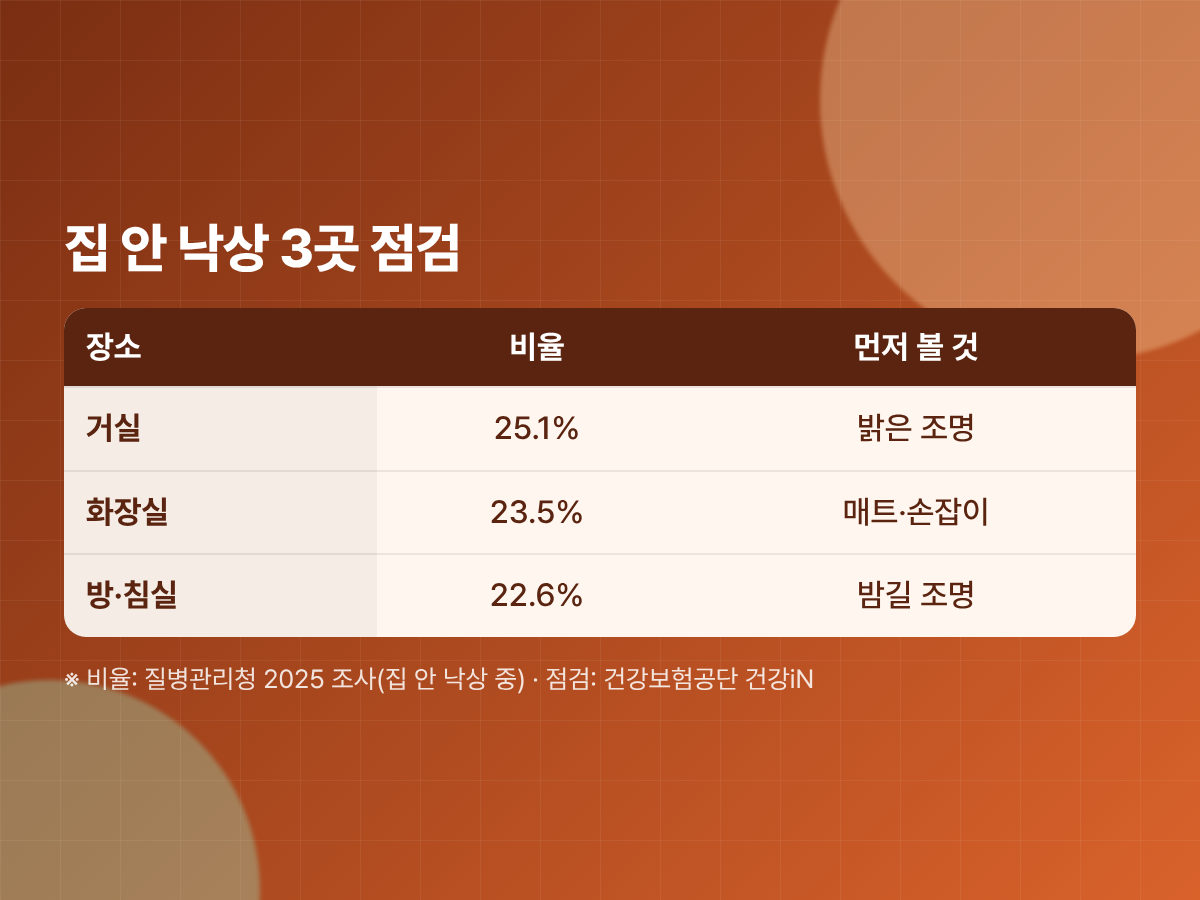 집 안 낙상 3곳 점검
장소 비율 먼저 볼 것
거실 25.1% 밝은 조명
화장실 23.5% 매트·손잡이
방·침실 22.6% 밤길 조명
※ 비율: 질병관리청 2025 조사(집 안 낙상 중) · 점검: 건강보험공단 건강iN